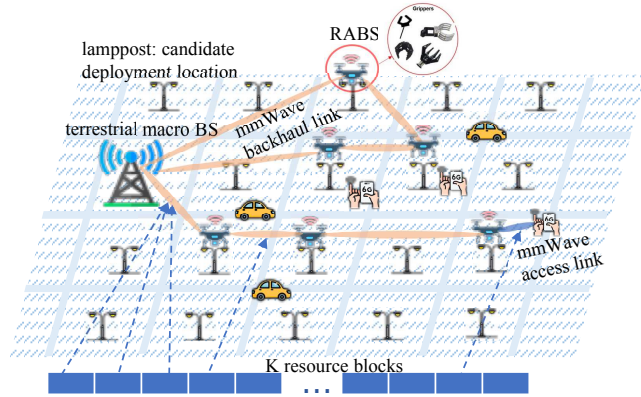 Grippers
RABS
lamppost: candidate
deployment location
mmWave
backhaul link
terrestrial macro BS
6G
6G
6G
mmWave
access link
K resource blocks
...